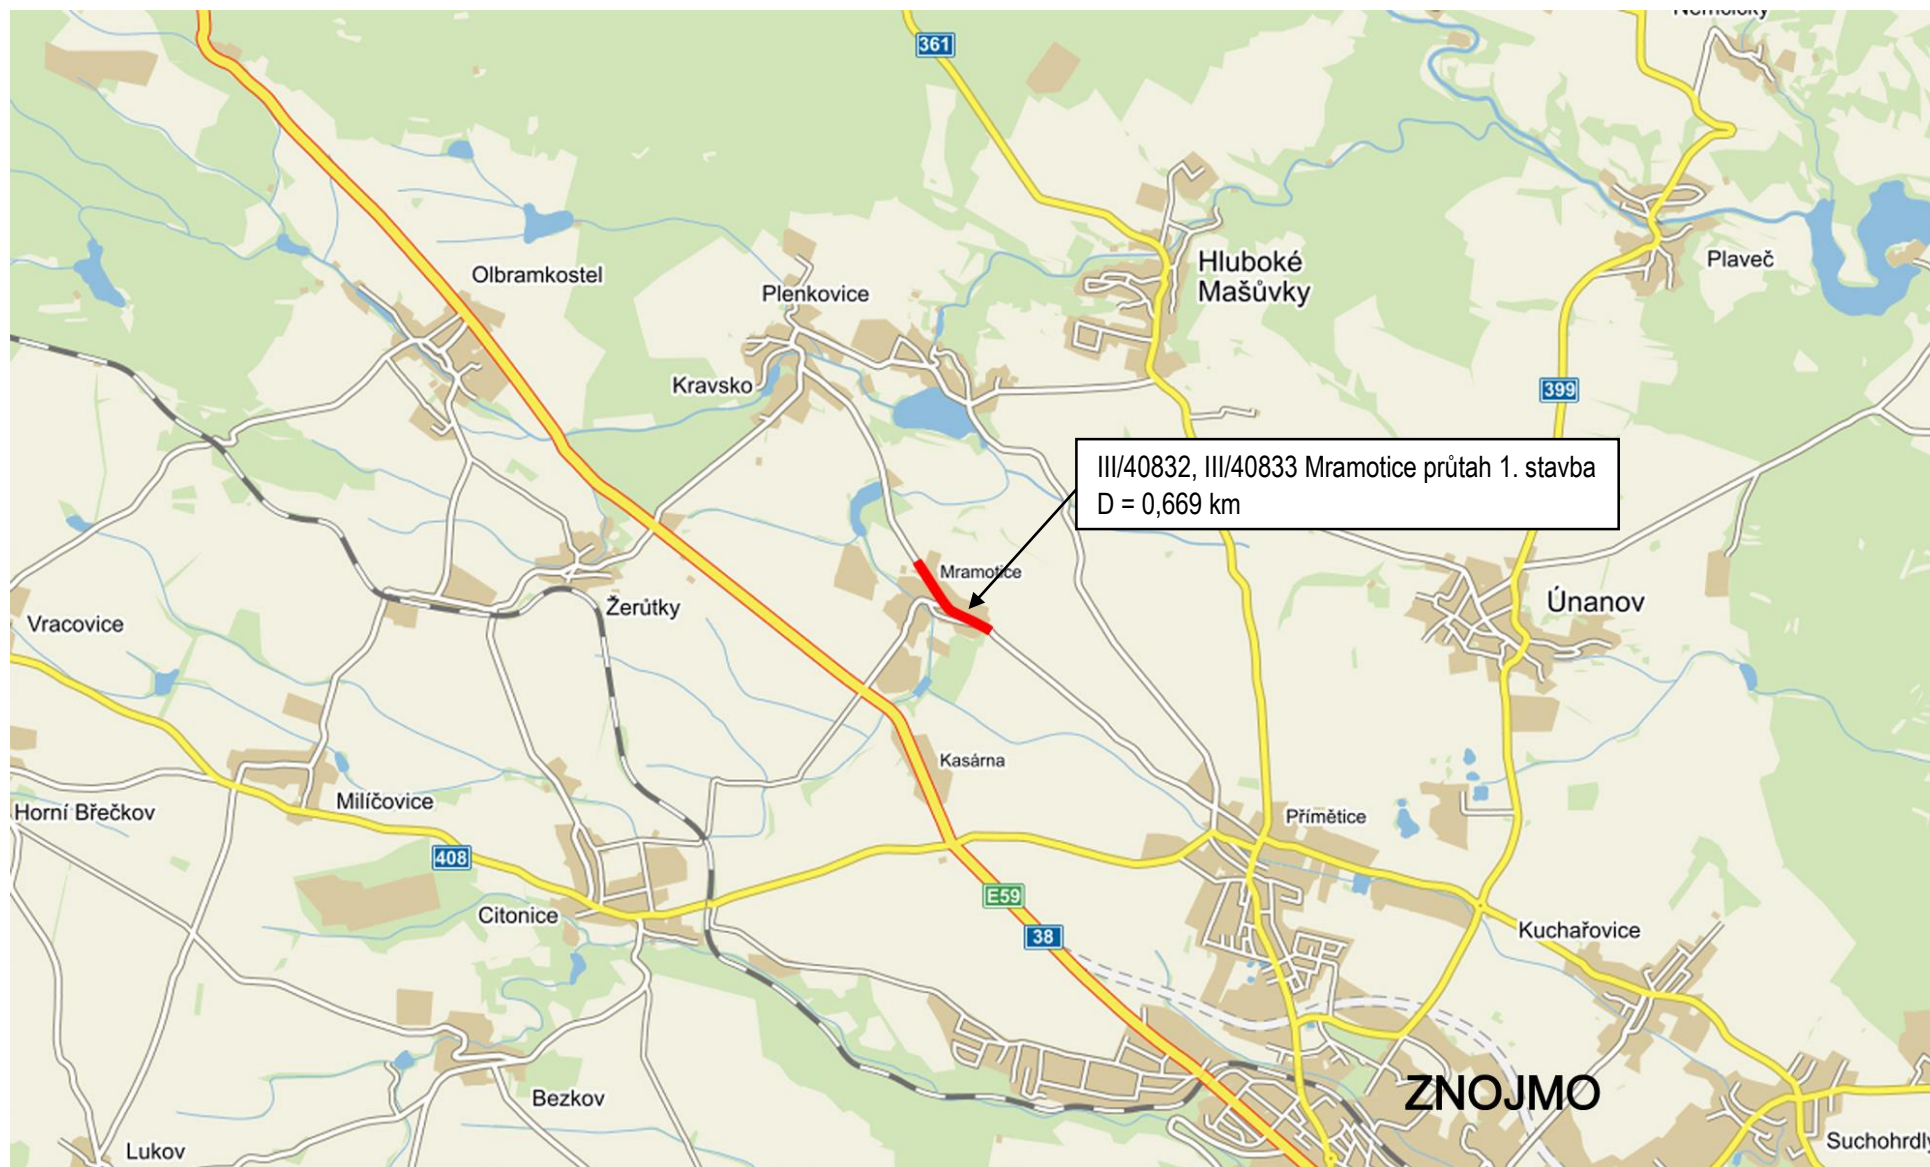 Němčičky
361
Hluboké
Mašůvky
Plaveč
Olbramkostel
Plenkovice
Kravsko
399
III/40832, III/40833 Mramotice průtah 1. stavba
D = 0,669 km
Mramotice
Únanov
Žerůtky
Vracovice
Kasárna
Milíčovice
Horní Břečkov
Přímětice
408
E59
Citonice
38
Kuchařovice
ZNOJMO
Bezkov
Suchohrdly
Lukov